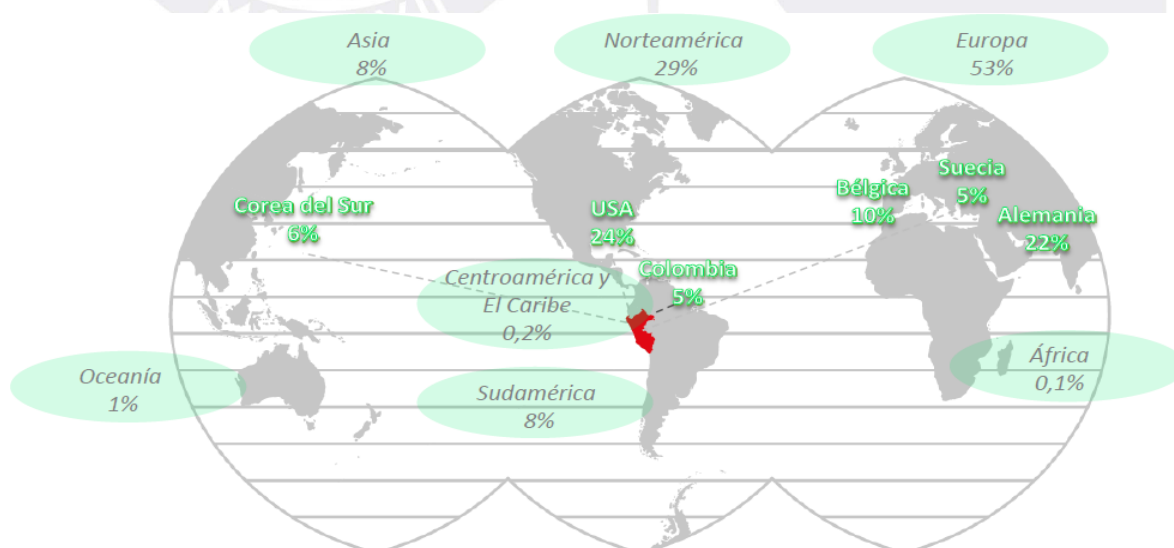 Asia
8%
Norteamérica
29%
Europa
53%
Corea del Sur
6%
USA
24%
Bélgica
10%
Suecia
5%
Alemania
22%
Centroamérica y
El Caribe
0,2%
Colombia
5%
Oceanía
1%
Sudamérica
8%
África
0,1%